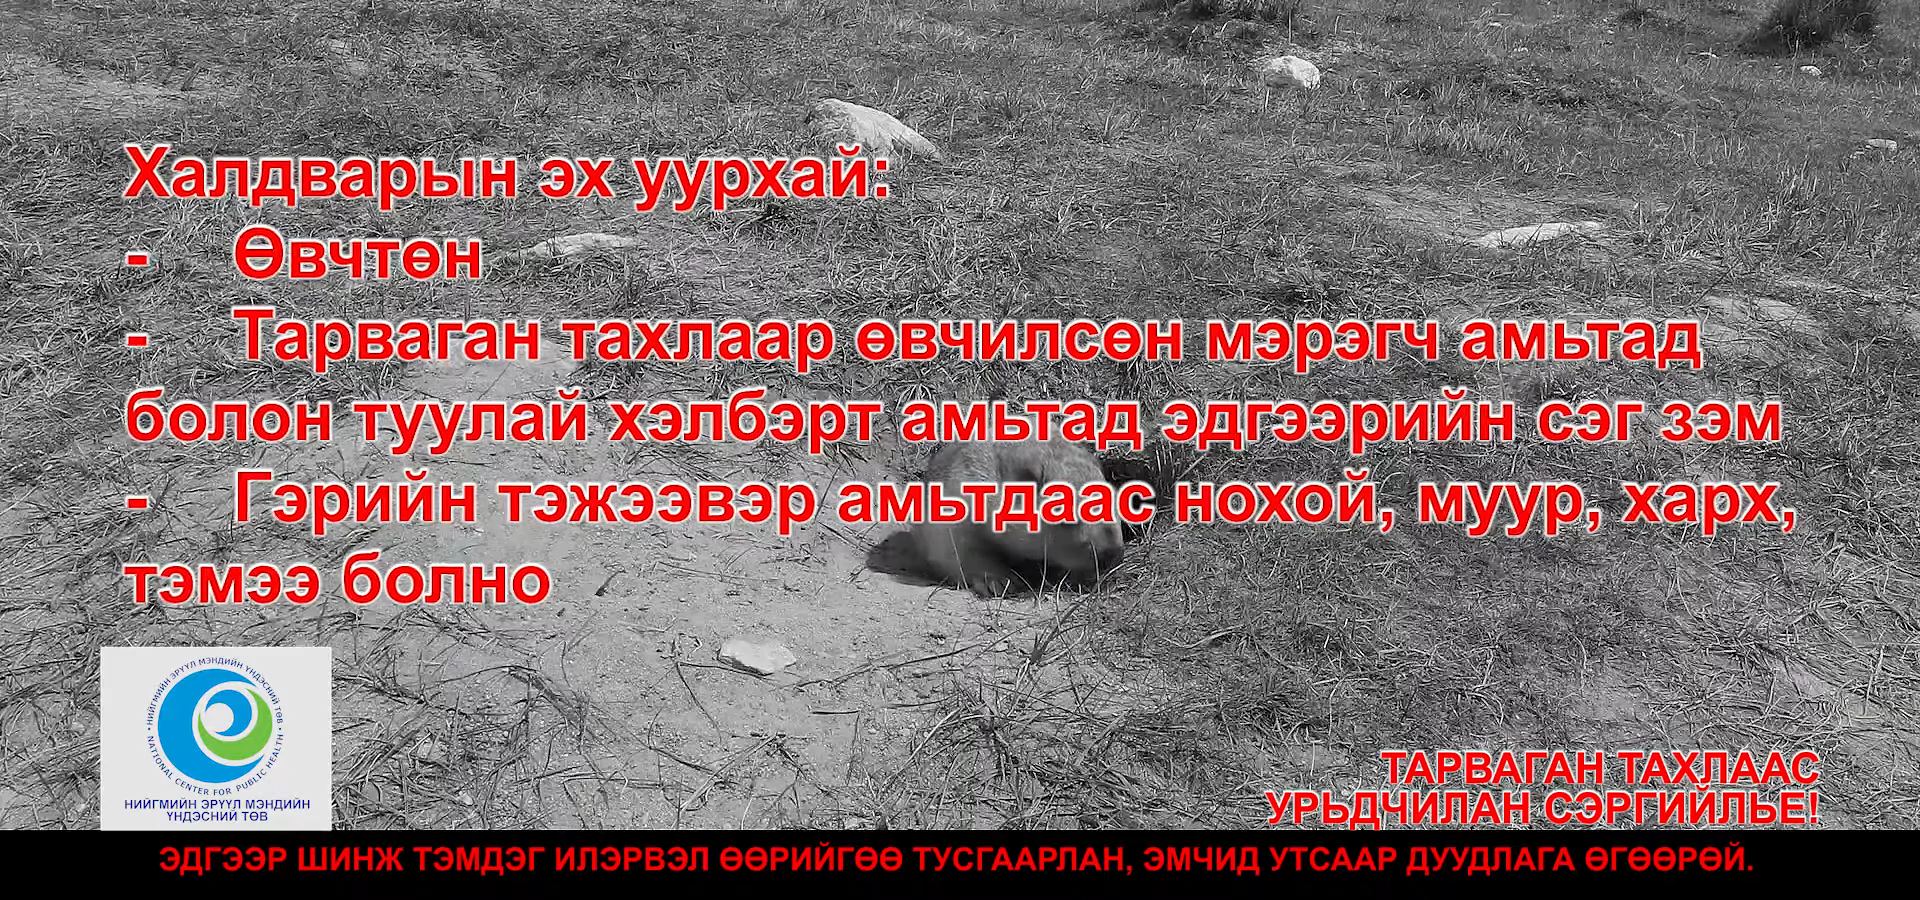 Халдварын эх уурхай:
- Өвчтөн
- Тарваган тахлаар өвчилсөн мэрэгч амьтад
болон туулай хэлбэрт амьтад эдгээрийн сэг зэм
- Гэрийн тэжээвэр амьтдаас нохой, муур, харх,
тэмээ болно
НИЙГМИЙН ЭРҮҮЛ МЭНДИЙН ҮНДЭСНИЙ ТӨВ
NATIONAL CENTER FOR PUBLIC HEALTH
НИЙГМИЙН ЭРҮҮЛ МЭНДИЙН
ҮНДЭСНИЙ ТӨВ
ТАРВАГАН ТАХЛААС
УРЬДЧИЛАН СЭРГИЙЛЬЕ!
ЭДГЭЭР ШИНЖ ТЭМДЭГ ИЛЭРВЭЛ ӨӨРИЙГӨӨ ТУСГААРЛАН, ЭМЧИД УТСААР ДУУДЛАГА ӨГӨӨРӨЙ.